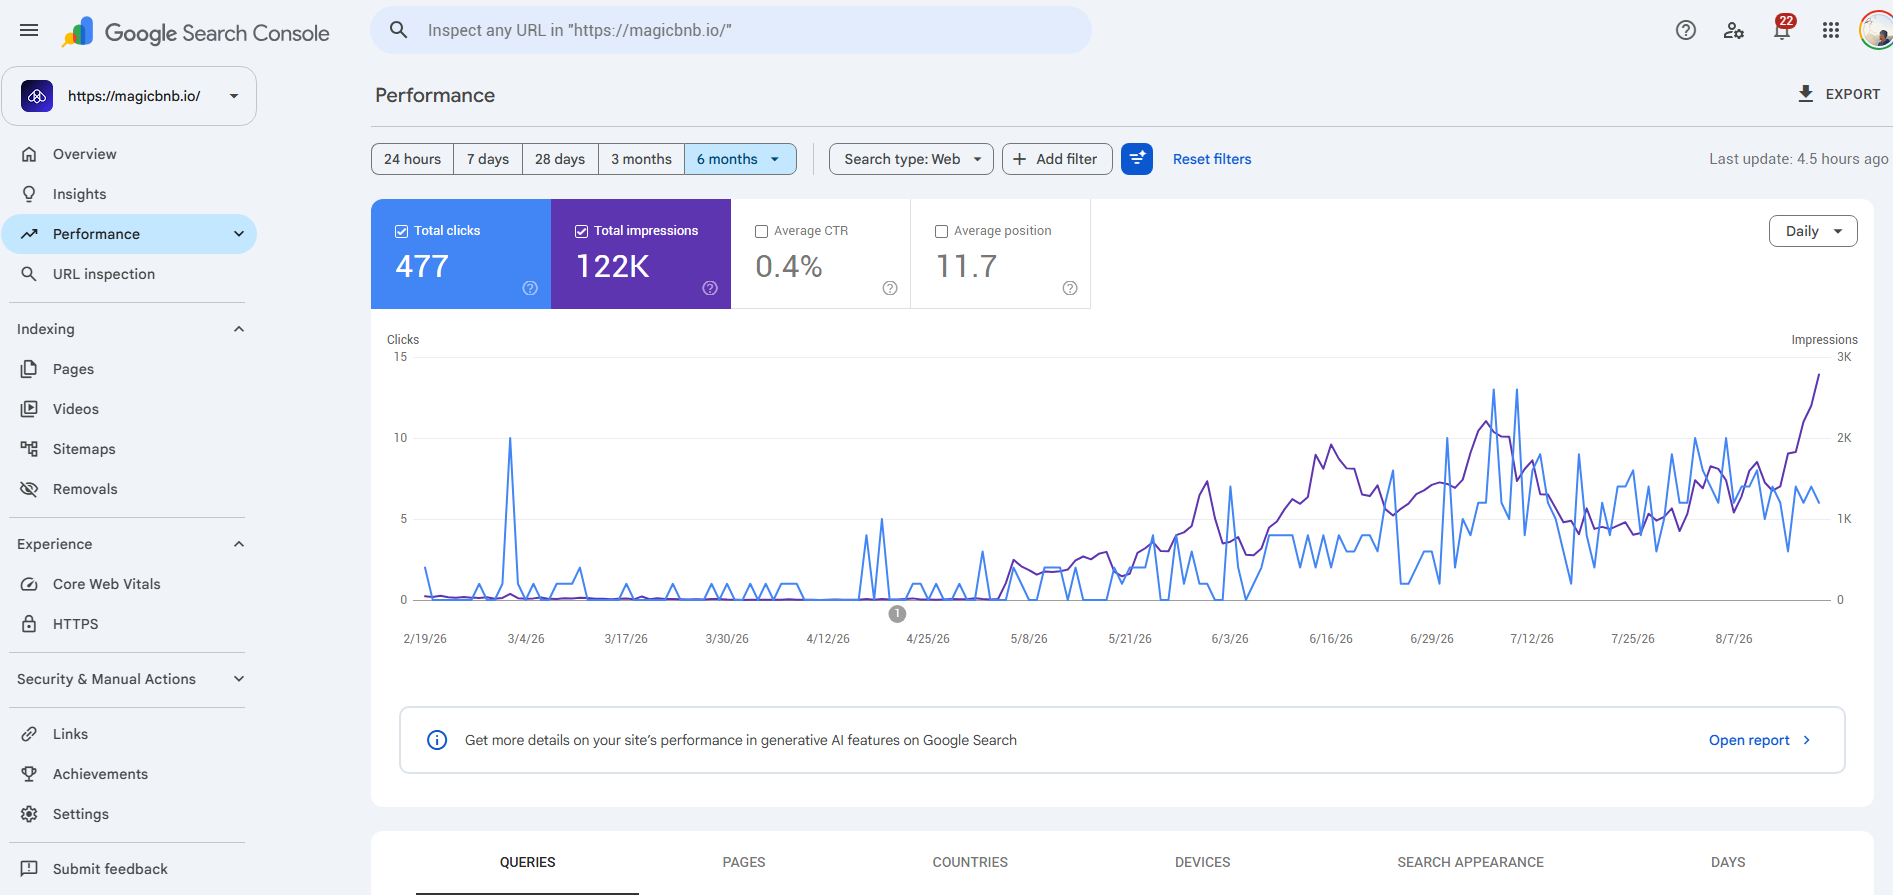 Google Search Console
Inspect any URL in "https://magicbnb.io/"
22
https://magicbnb.io/
Performance
EXPORT
24 hours
7 days
28 days
3 months
6 months
Search type: Web
Add filter
Reset filters
Last update: 4.5 hours ago
Overview
Insights
Performance
URL inspection
Indexing
Pages
Videos
Sitemaps
Removals
Experience
Core Web Vitals
HTTPS
Security & Manual Actions
Links
Achievements
Settings
Submit feedback
Total clicks
477
Total impressions
122K
Average CTR
0.4%
Average position
11.7
Daily
Clicks
Impressions
15
3K
10
2K
5
1K
0
0
1
2/19/26
3/4/26
3/17/26
3/30/26
4/12/26
4/25/26
5/8/26
5/21/26
6/3/26
6/16/26
6/29/26
7/12/26
7/25/26
8/7/26
Get more details on your site's performance in generative AI features on Google Search
Open report
QUERIES
PAGES
COUNTRIES
DEVICES
SEARCH APPEARANCE
DAYS